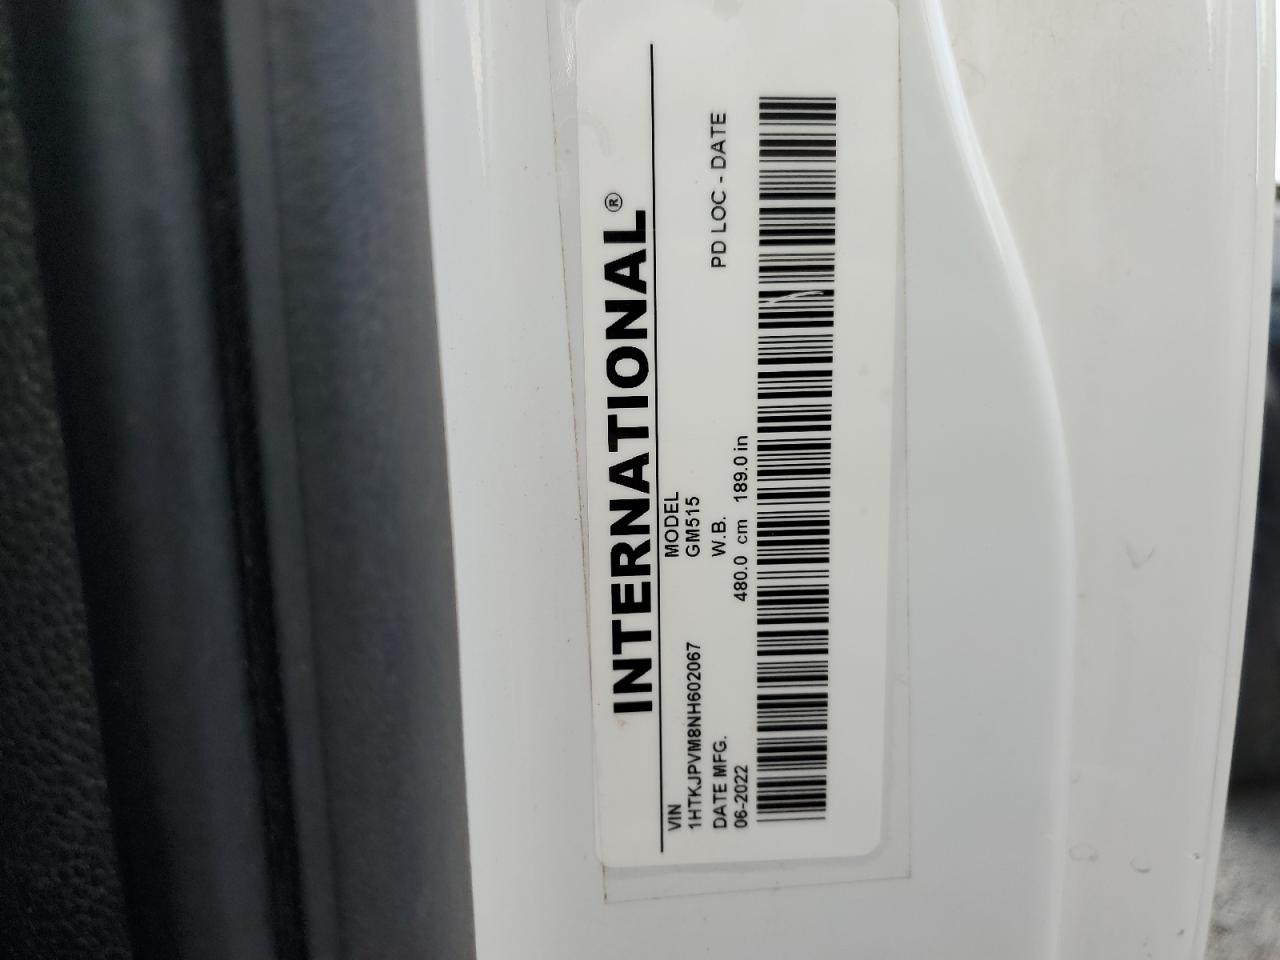 INTERNATIONAL®
VIN MODEL
1HTKJPVM8NH602067 GM515
DATE MFG. W.B. PD LOC - DATE
06-2022 480.0 cm 189.0 in